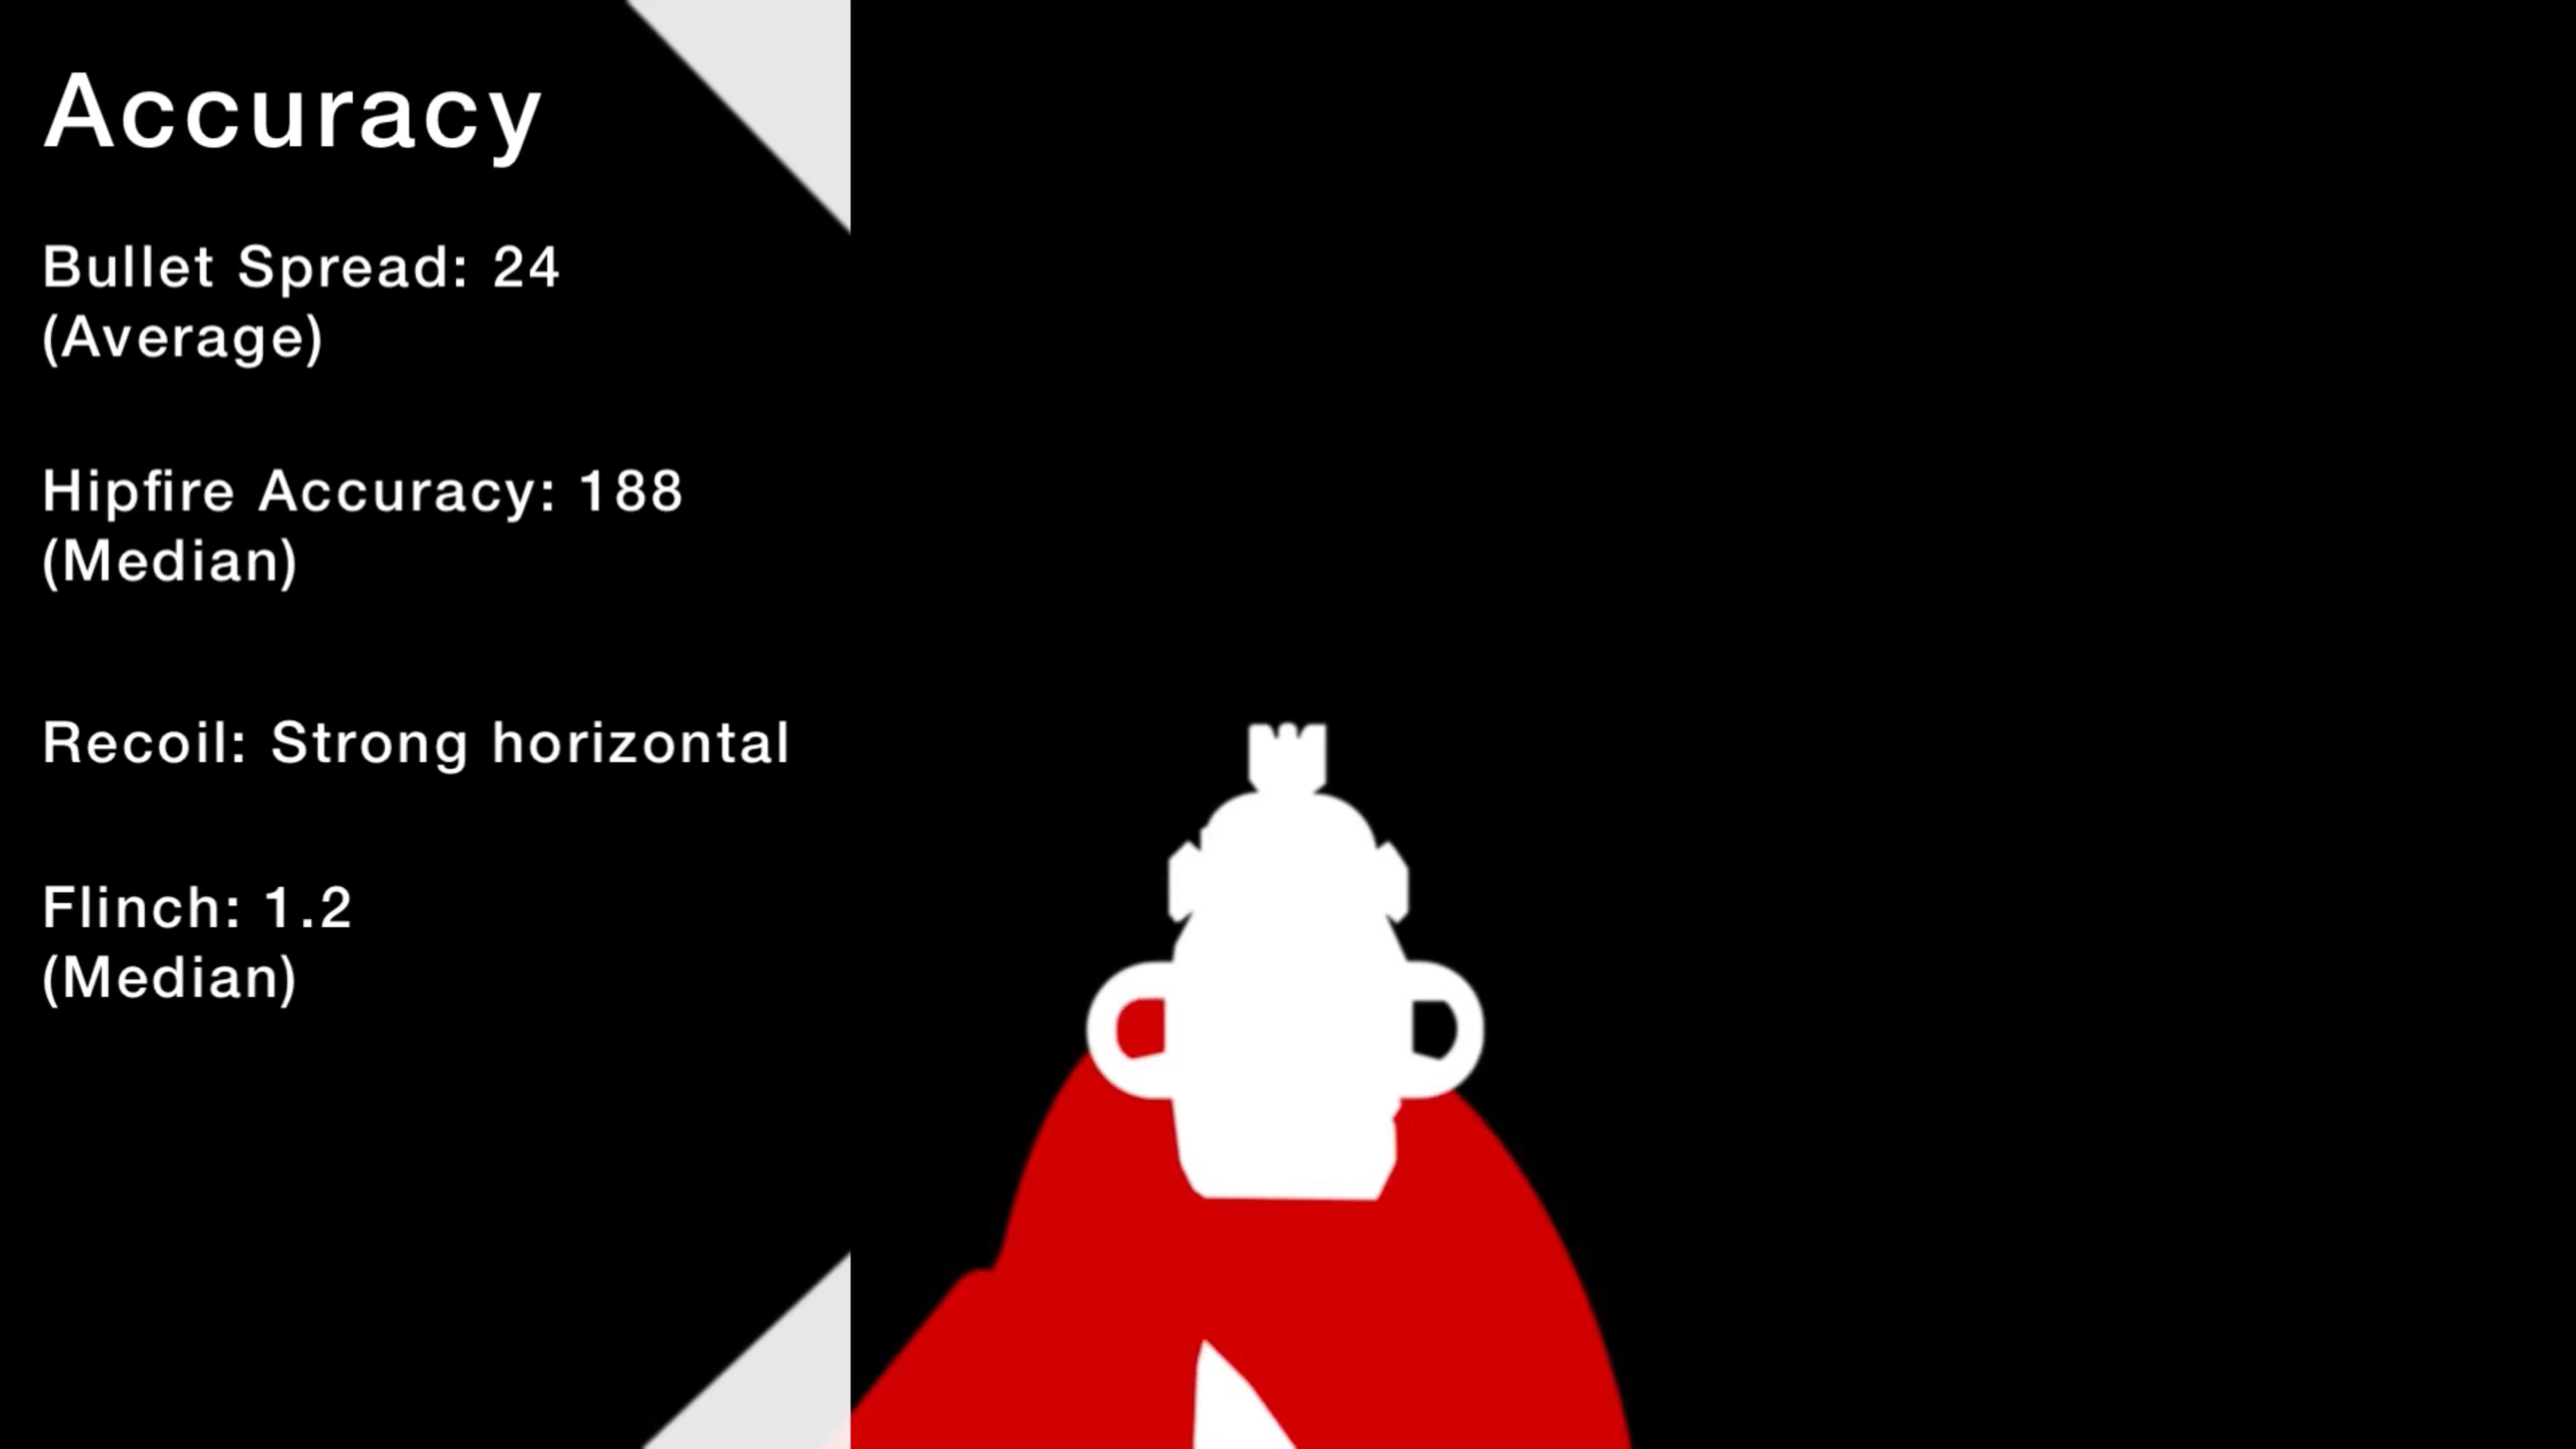 Accuracy
Bullet Spread: 24
(Average)
Hipfire Accuracy: 188
(Median)
Recoil: Strong horizontal
Flinch: 1.2
(Median)